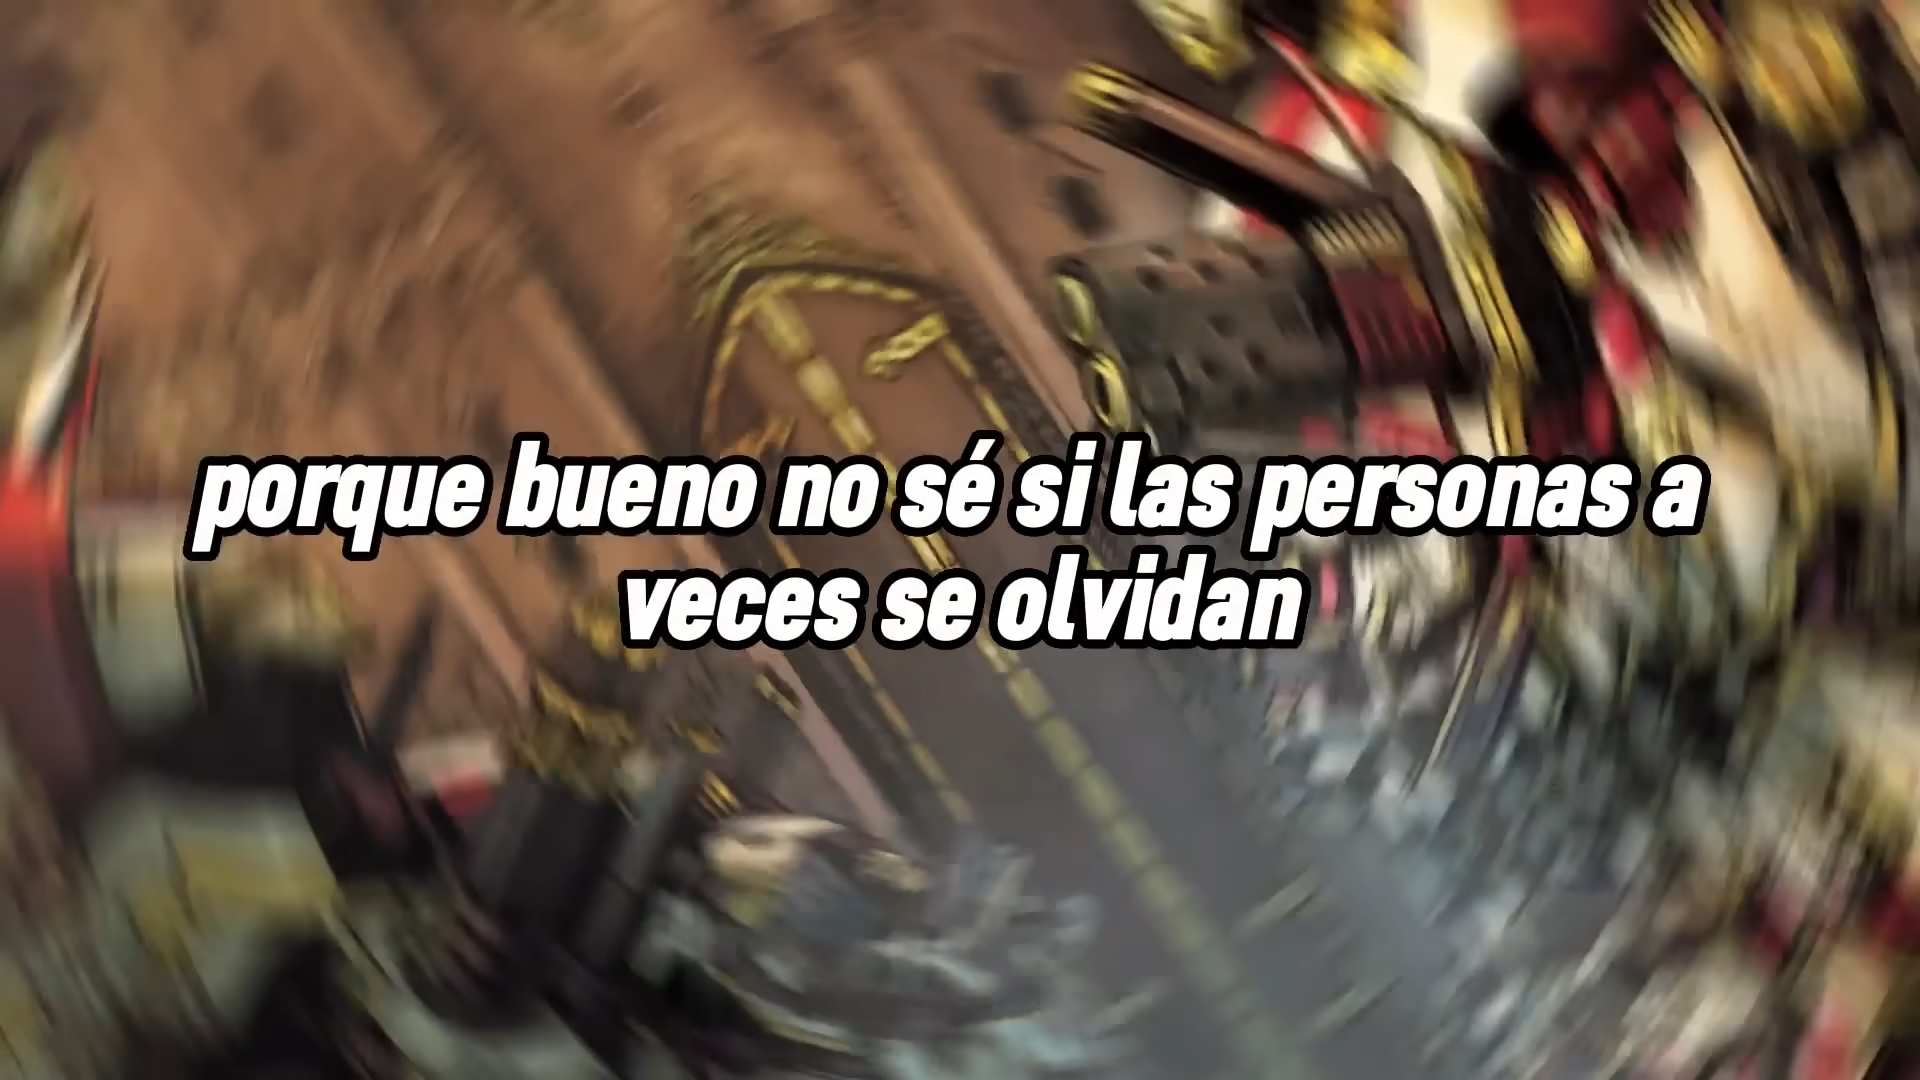 porque bueno no sé si las personas a
veces se olvidan